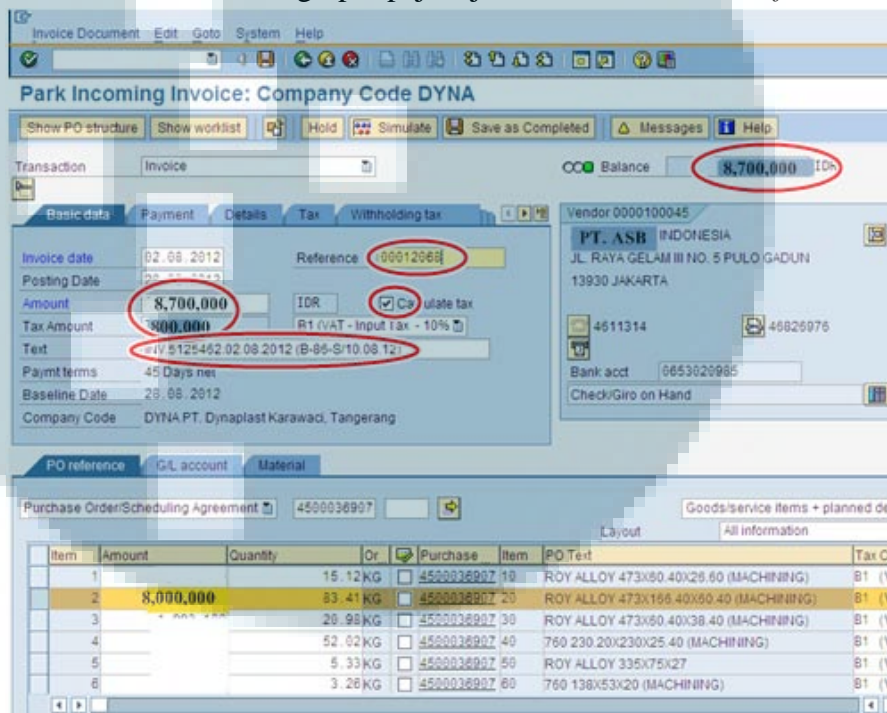 Invoice Document Edit Goto System Help
Park Incoming Invoice: Company Code DYNA
Show PO structure Show worklist Hold Simulate Save as Completed Messages Help
Transaction Invoice Balance 8,700,000 IDR
Basic data Payment Details Tax Withholding tax
Vendor 0000100045
Invoice date 02.08.2012 Reference 00012068
PT. ASB INDONESIA
Posting Date
JL. RAYA GELAM III NO. 5 PULO GADUN
13930 JAKARTA
Amount 8,700,000 IDR Calculate tax
Tax Amount 800,000 B1 (VAT - Input Tax - 10%
4611314 46826976
Text 5125462.02.08.2012 (B-86-S/10.08.12)
Paymt terms 45 Days net
Bank acct 0653020985
Baseline Date 28.08.2012
Check/Giro on Hand
Company Code DYNA PT. Dynaplast Karawaci, Tangerang
PO reference G/L account Material
Purchase Order/Scheduling Agreement 4500036907 Goods/service items + planned de
Layout All information
Item Amount Quantity Or Purchase Item PO Text Tax C
1 15.12 KG 4500036907 10 ROY ALLOY 473X60.40X26.60 (MACHINING) B1 (V
2 8,000,000 83.41 KG 4500036907 20 ROY ALLOY 473X166.40X60.40 (MACHINING) B1 (V
3 20.98 KG 4500036907 30 ROY ALLOY 473X60.40X38.40 (MACHINING) B1 (V
4 52.02 KG 4500036907 40 760 230.20X230X25.40 (MACHINING) B1 (V
5 5.33 KG 4500036907 50 ROY ALLOY 335X75X27 B1 (V
6 3.26 KG 4500036907 60 760 138X53X20 (MACHINING) B1 (V